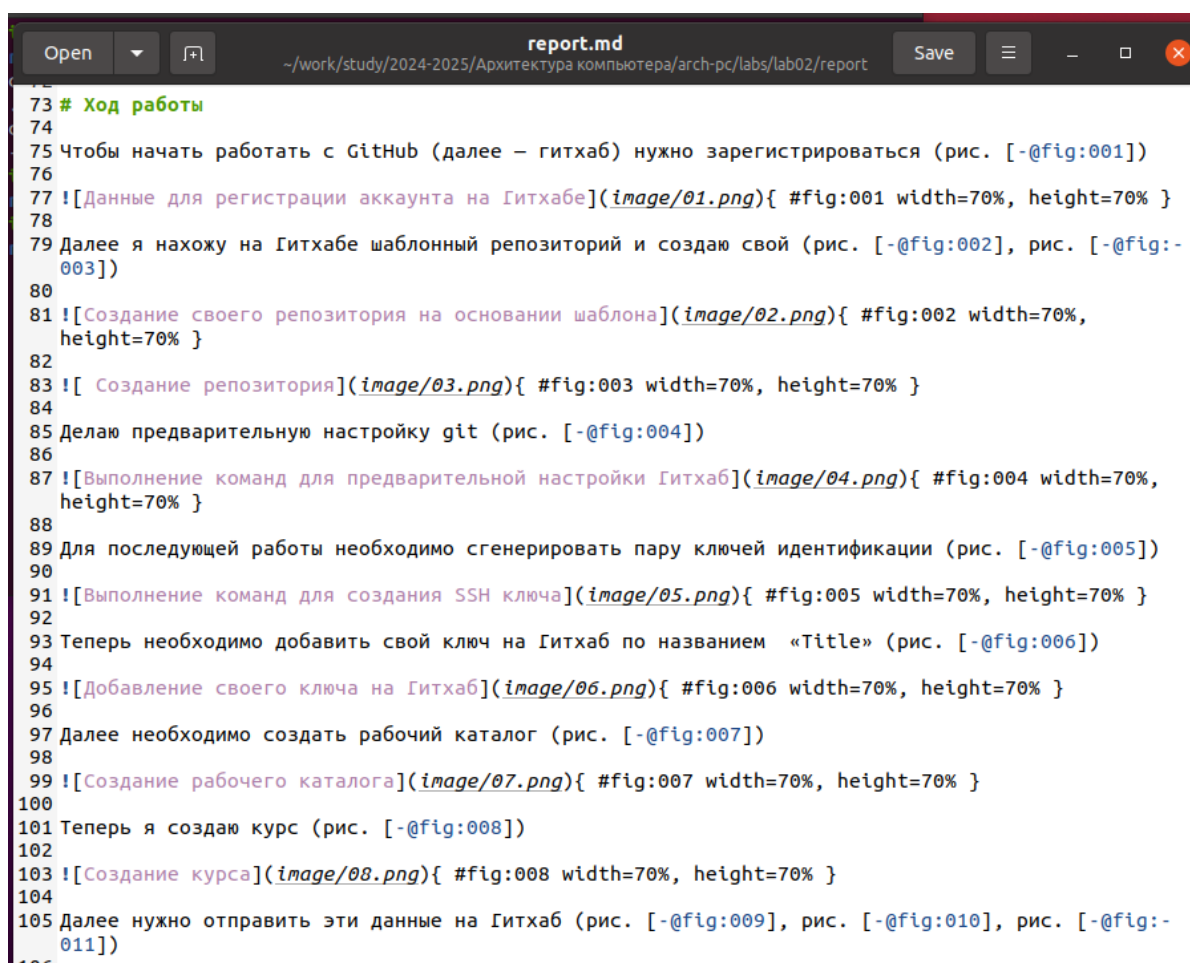 Open
report.md
~/work/study/2024-2025/Архитектура компьютера/arch-pc/labs/lab02/report
Save
73 # Ход работы
74
75 Чтобы начать работать с GitHub (далее — гитхаб) нужно зарегистрироваться (рис. [-@fig:001])
76
77 ![Данные для регистрации аккаунта на Гитхабе](image/01.png){ #fig:001 width=70%, height=70% }
78
79 Далее я нахожу на Гитхабе шаблонный репозиторий и создаю свой (рис. [-@fig:002], рис. [-@fig:-
003])
80
81 ![Создание своего репозитория на основании шаблона](image/02.png){ #fig:002 width=70%,
height=70% }
82
83 ![ Создание репозитория](image/03.png){ #fig:003 width=70%, height=70% }
84
85 Делаю предварительную настройку git (рис. [-@fig:004])
86
87 ![Выполнение команд для предварительной настройки Гитхаб](image/04.png){ #fig:004 width=70%,
height=70% }
88
89 Для последующей работы необходимо сгенерировать пару ключей идентификации (рис. [-@fig:005])
90
91 ![Выполнение команд для создания SSH ключа](image/05.png){ #fig:005 width=70%, height=70% }
92
93 Теперь необходимо добавить свой ключ на Гитхаб по названием  «Title» (рис. [-@fig:006])
94
95 ![Добавление своего ключа на Гитхаб](image/06.png){ #fig:006 width=70%, height=70% }
96
97 Далее необходимо создать рабочий каталог (рис. [-@fig:007])
98
99 ![Создание рабочего каталога](image/07.png){ #fig:007 width=70%, height=70% }
100
101 Теперь я создаю курс (рис. [-@fig:008])
102
103 ![Создание курса](image/08.png){ #fig:008 width=70%, height=70% }
104
105 Далее нужно отправить эти данные на Гитхаб (рис. [-@fig:009], рис. [-@fig:010], рис. [-@fig:-
011])